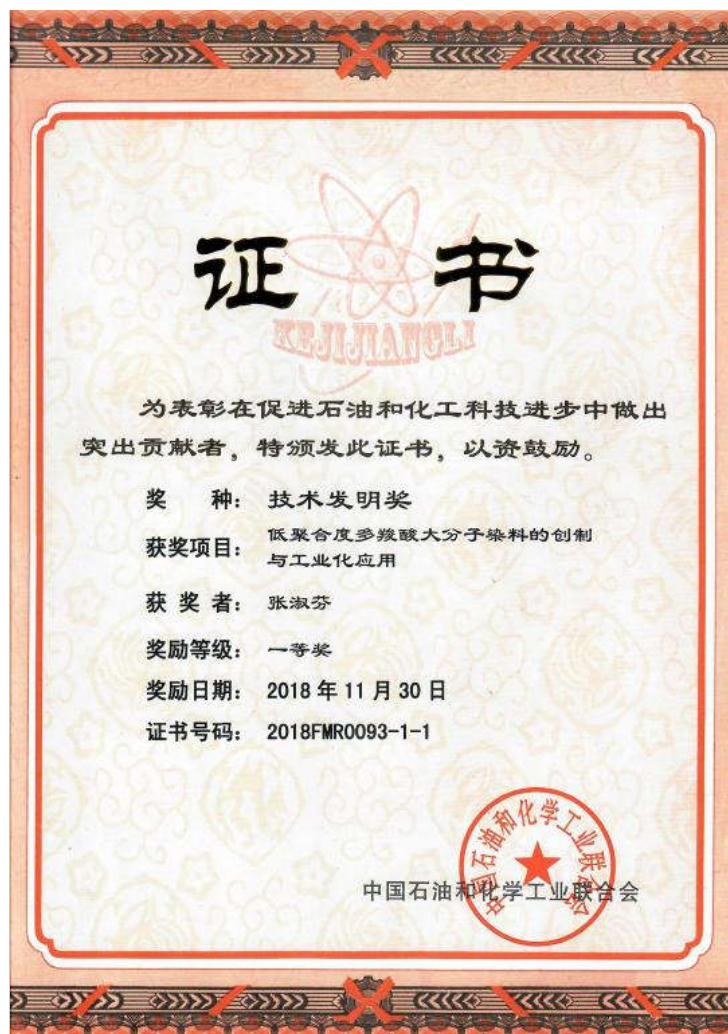 证 书
KEJIJIANGLI
为表彰在促进石油和化工科技进步中做出
突出贡献者，特颁发此证书，以资鼓励。
奖 种： 技术发明奖
获奖项目： 低聚合度多羧酸大分子染料的创制
与工业化应用
获 奖 者： 张淑芬
奖励等级： 一等奖
奖励日期： 2018 年 11 月 30 日
证书号码： 2018FMR0093-1-1
中国石油和化学工业联合会
中国石油和化学工业联合会